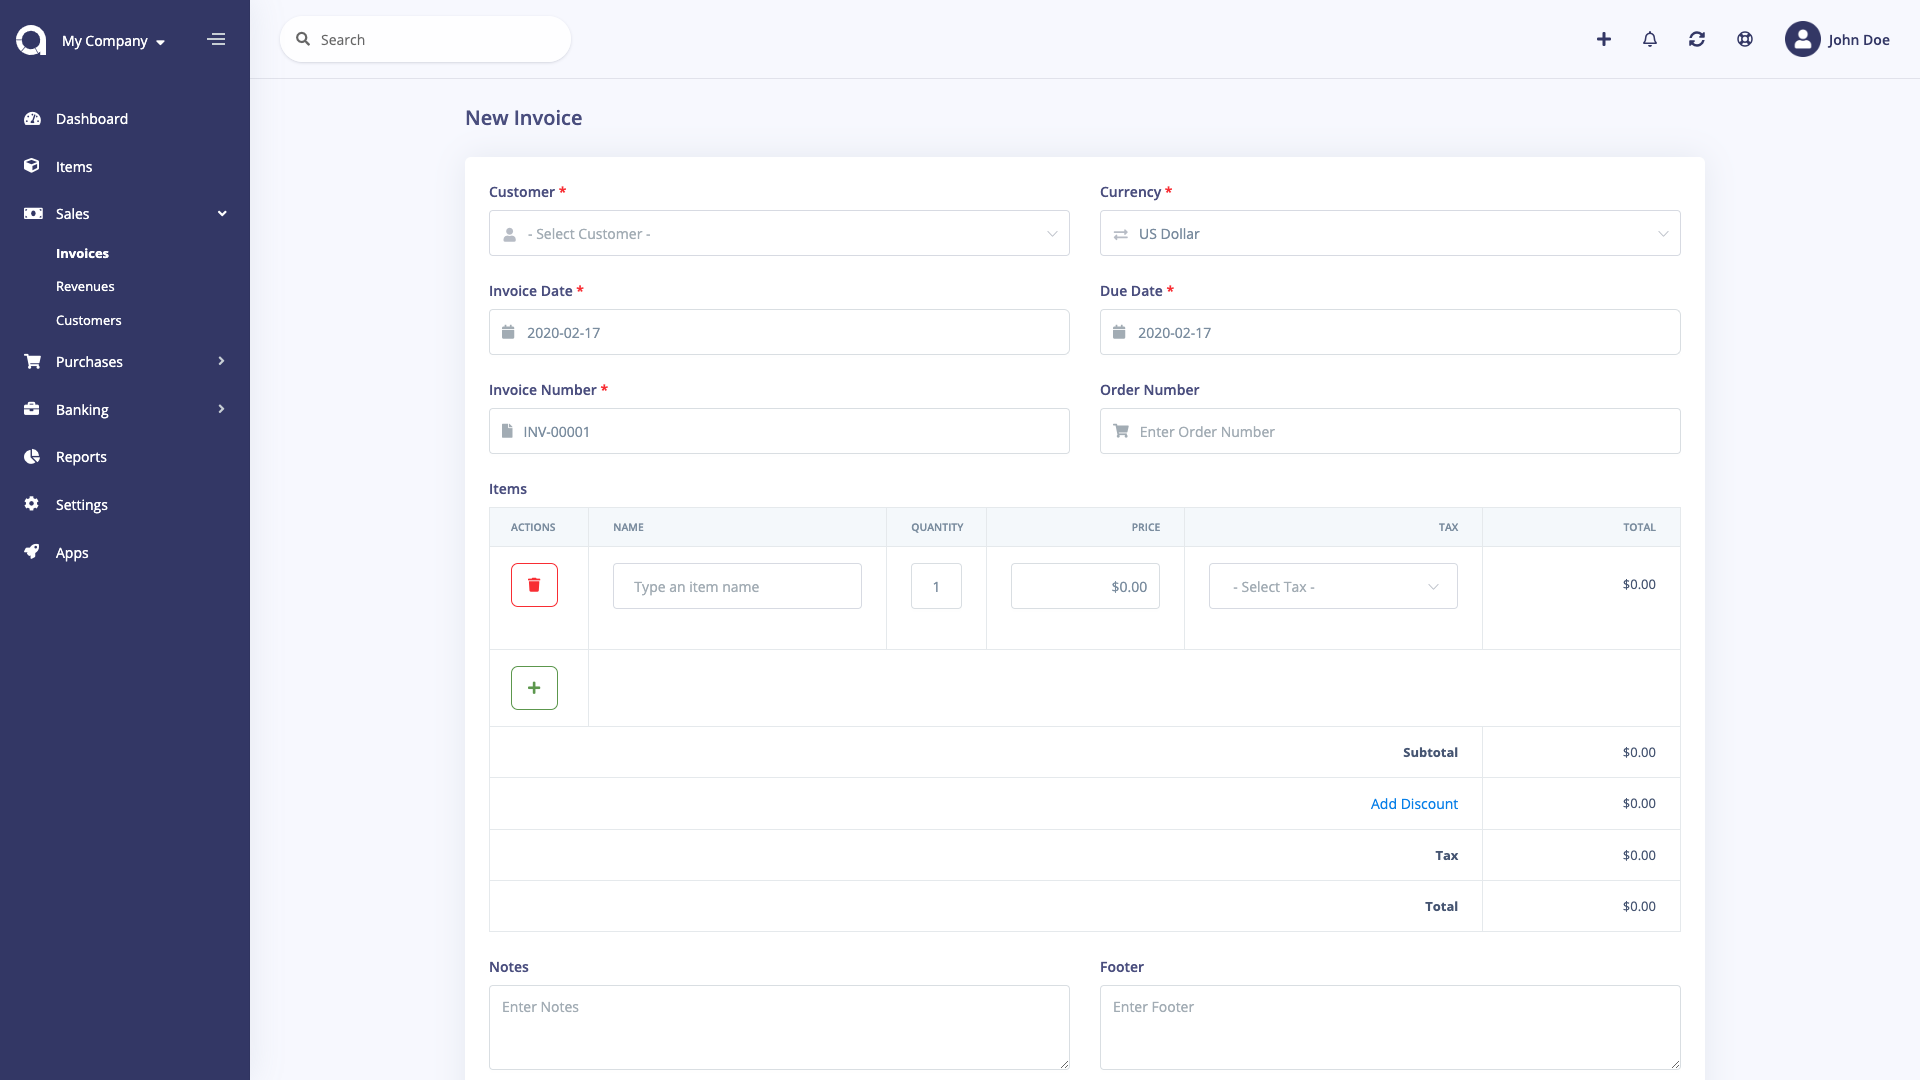 My Company
Search
John Doe
Dashboard
Items
Sales
Invoices
Revenues
Customers
Purchases
Banking
Reports
Settings
Apps
New Invoice
Customer *
Currency *
- Select Customer -
US Dollar
Invoice Date *
Due Date *
2020-02-17
2020-02-17
Invoice Number *
Order Number
INV-00001
Enter Order Number
Items
ACTIONS NAME QUANTITY PRICE TAX TOTAL
Type an item name 1 $0.00 - Select Tax - $0.00
Subtotal $0.00
Add Discount $0.00
Tax $0.00
Total $0.00
Notes
Footer
Enter Notes
Enter Footer